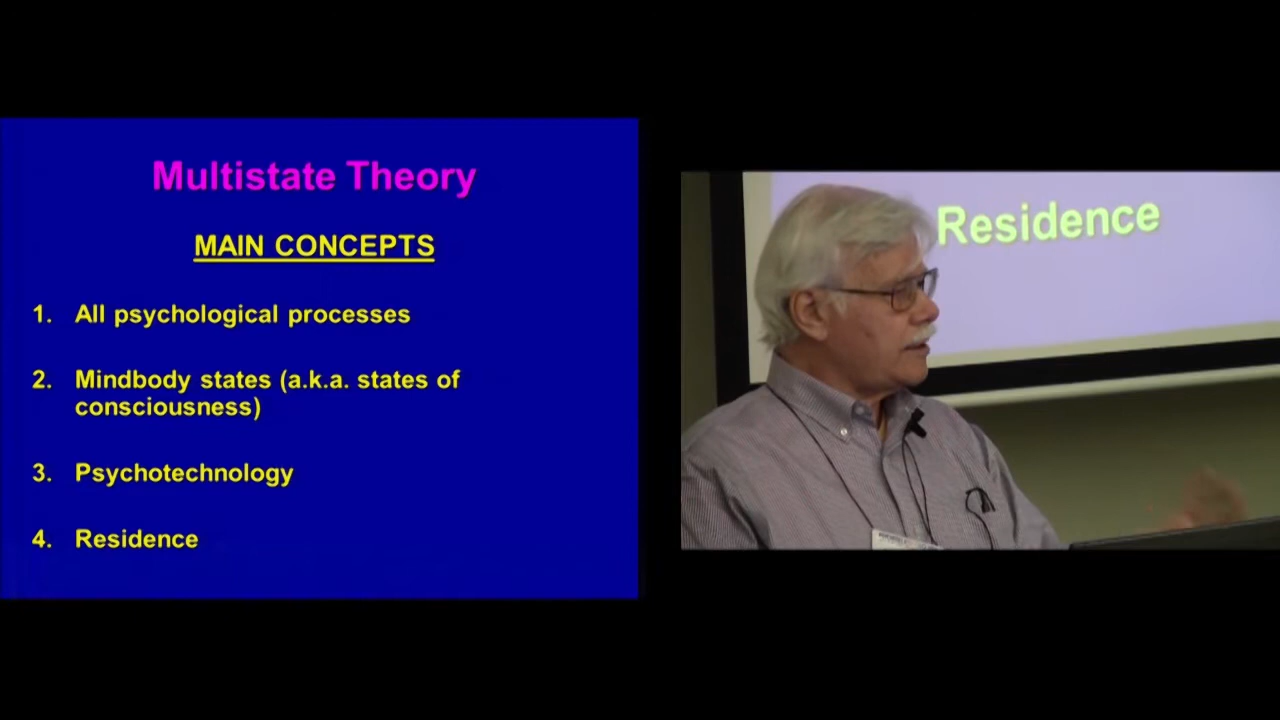 Multistate Theory
MAIN CONCEPTS
1. All psychological processes
2. Mindbody states (a.k.a. states of
consciousness)
3. Psychotechnology
4. Residence
Residence